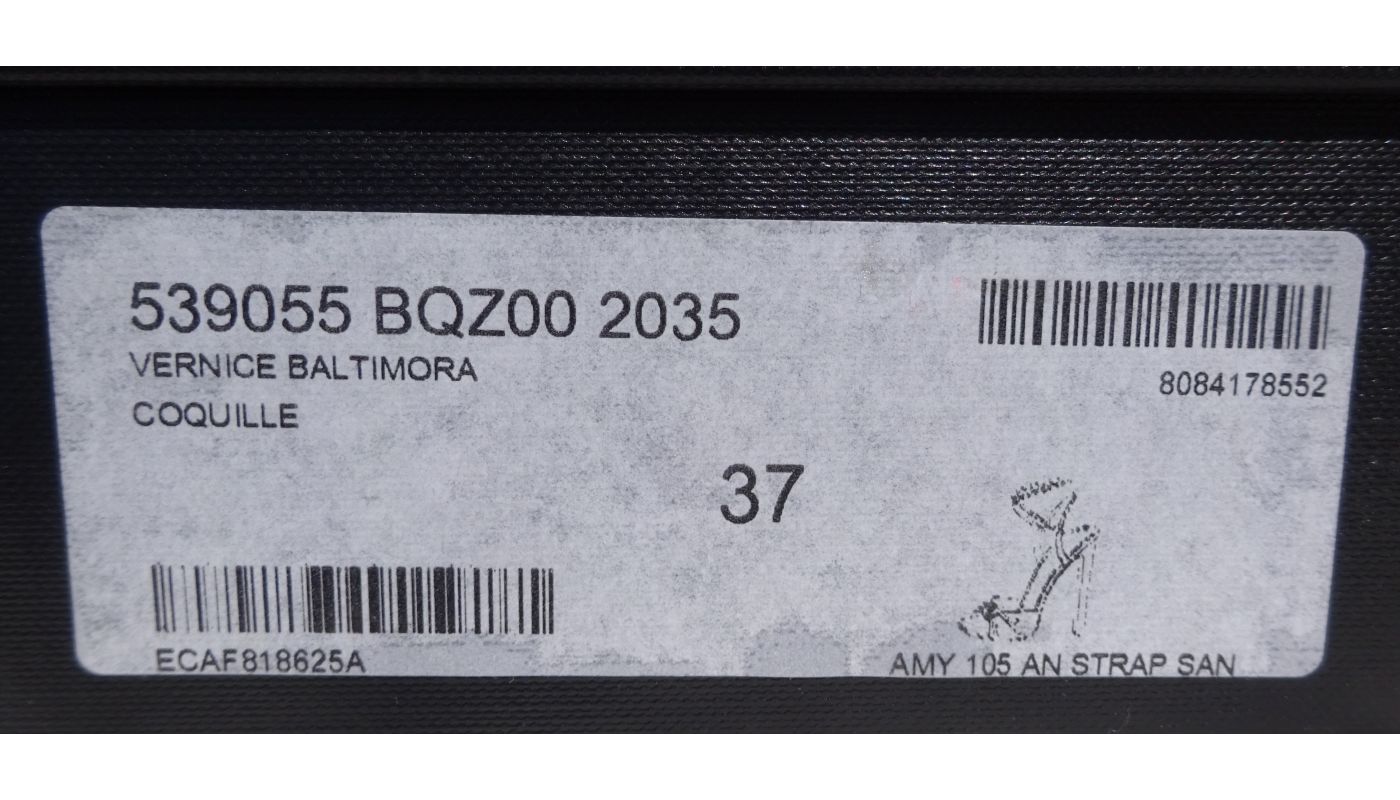 539055 BQZ00 2035
VERNICE BALTIMORA
COQUILLE
8084178552
37
ECAF818625A
AMY 105 AN STRAP SAN